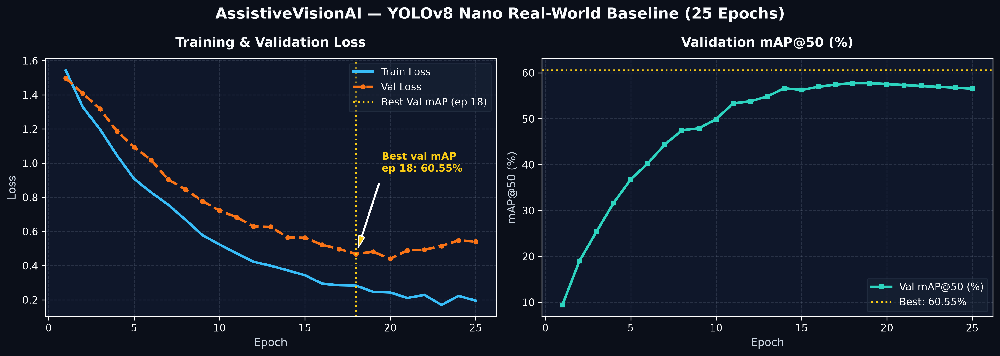 AssistiveVisionAI — YOLOv8 Nano Real-World Baseline (25 Epochs)
Training & Validation Loss
1.6
1.4
1.2
1.0
0.8
0.6
0.4
0.2
Loss
Train Loss
Val Loss
Best Val mAP (ep 18)
Best val mAP
ep 18: 60.55%
0 5 10 15 20 25
Epoch
Validation mAP@50 (%)
60
50
40
30
20
10
mAP@50 (%)
Val mAP@50 (%)
Best: 60.55%
0 5 10 15 20 25
Epoch